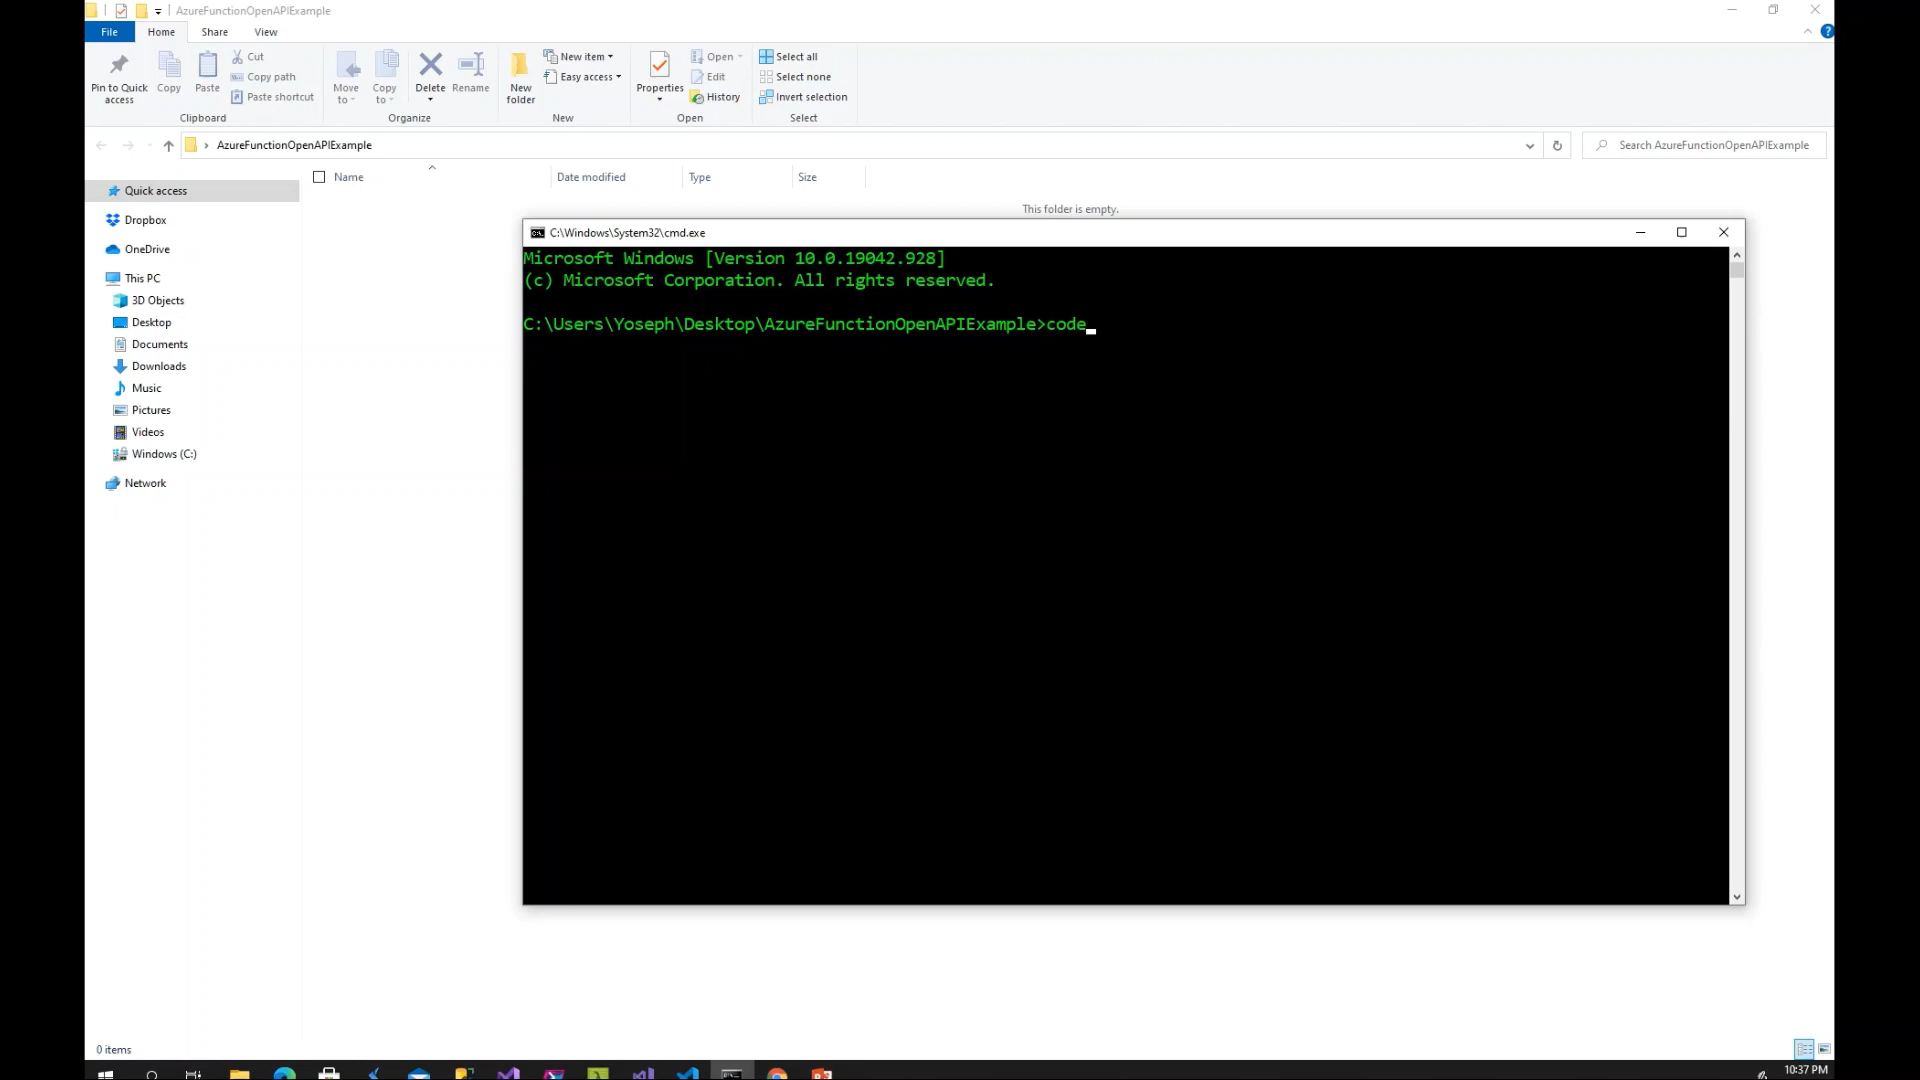 AzureFunctionOpenAPIExample
File Home Share View
Pin to Quick access
Copy
Paste
Cut
Copy path
Paste shortcut
Clipboard
Move to
Copy to
Delete
Rename
Organize
New folder
New item
Easy access
New
Properties
Open
Edit
History
Open
Select all
Select none
Invert selection
Select
AzureFunctionOpenAPIExample
Search AzureFunctionOpenAPIExample
Name Date modified Type Size
This folder is empty.
Quick access
Dropbox
OneDrive
This PC
3D Objects
Desktop
Documents
Downloads
Music
Pictures
Videos
Windows (C:)
Network
C:\Windows\System32\cmd.exe
Microsoft Windows [Version 10.0.19042.928]
(c) Microsoft Corporation. All rights reserved.
C:\Users\Yoseph\Desktop\AzureFunctionOpenAPIExample>code
0 items
10:37 PM